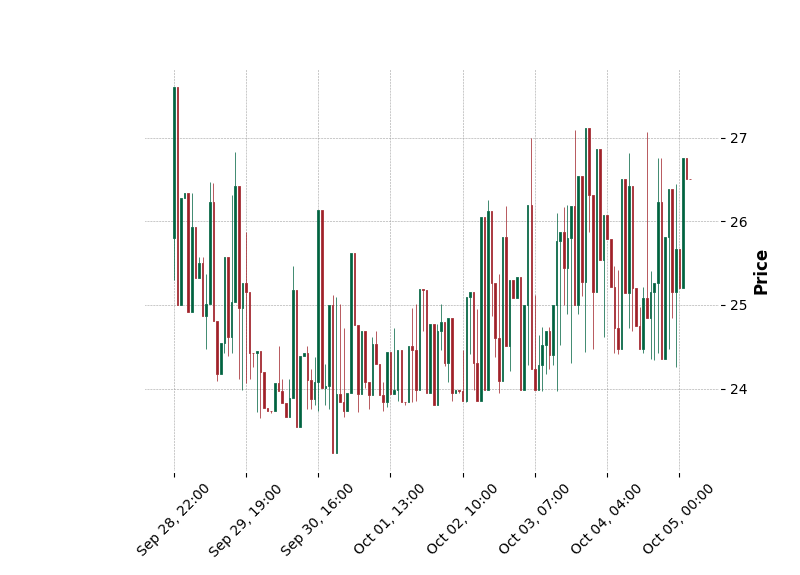 27
26
25
24
Price
Sep 28, 22:00
Sep 29, 19:00
Sep 30, 16:00
Oct 01, 13:00
Oct 02, 10:00
Oct 03, 07:00
Oct 04, 04:00
Oct 05, 00:00